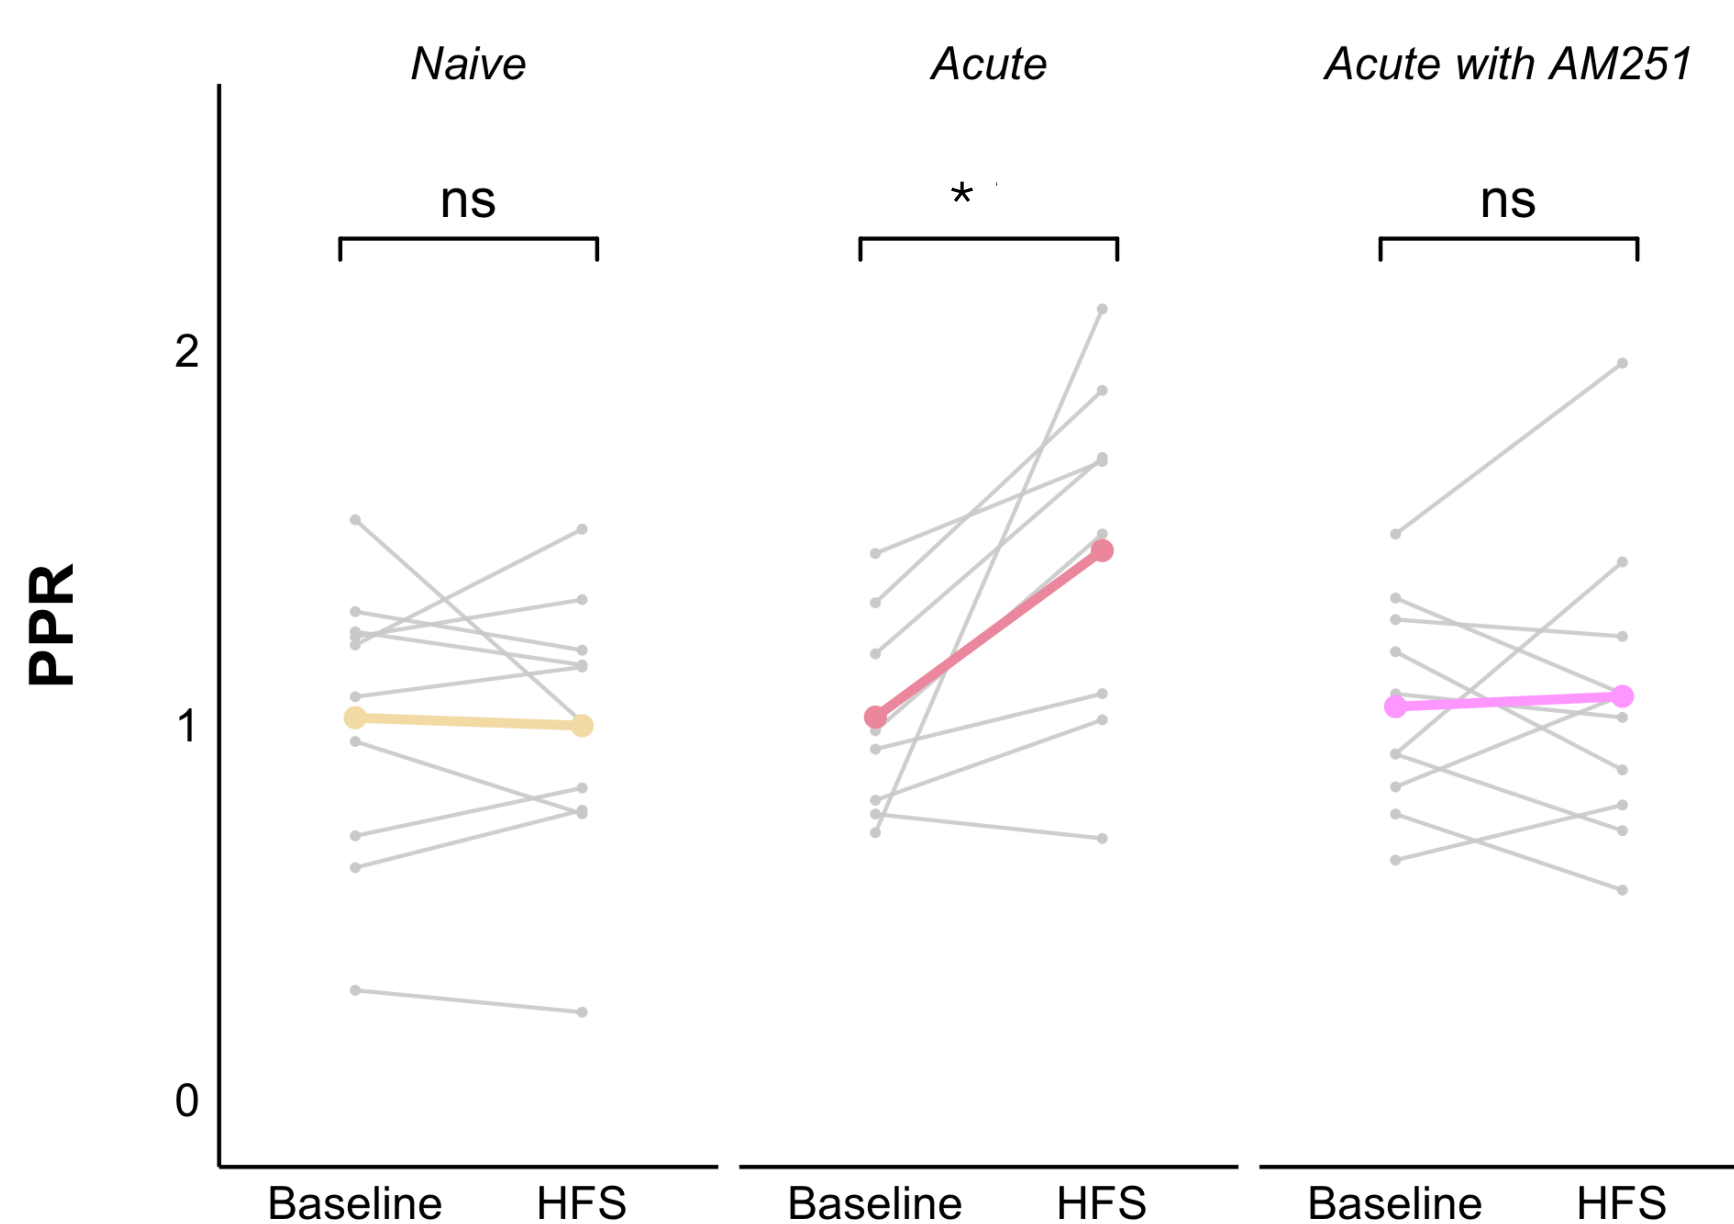 Naive Acute Acute with AM251
ns * ns
2
1
0
PPR
Baseline HFS Baseline HFS Baseline HFS